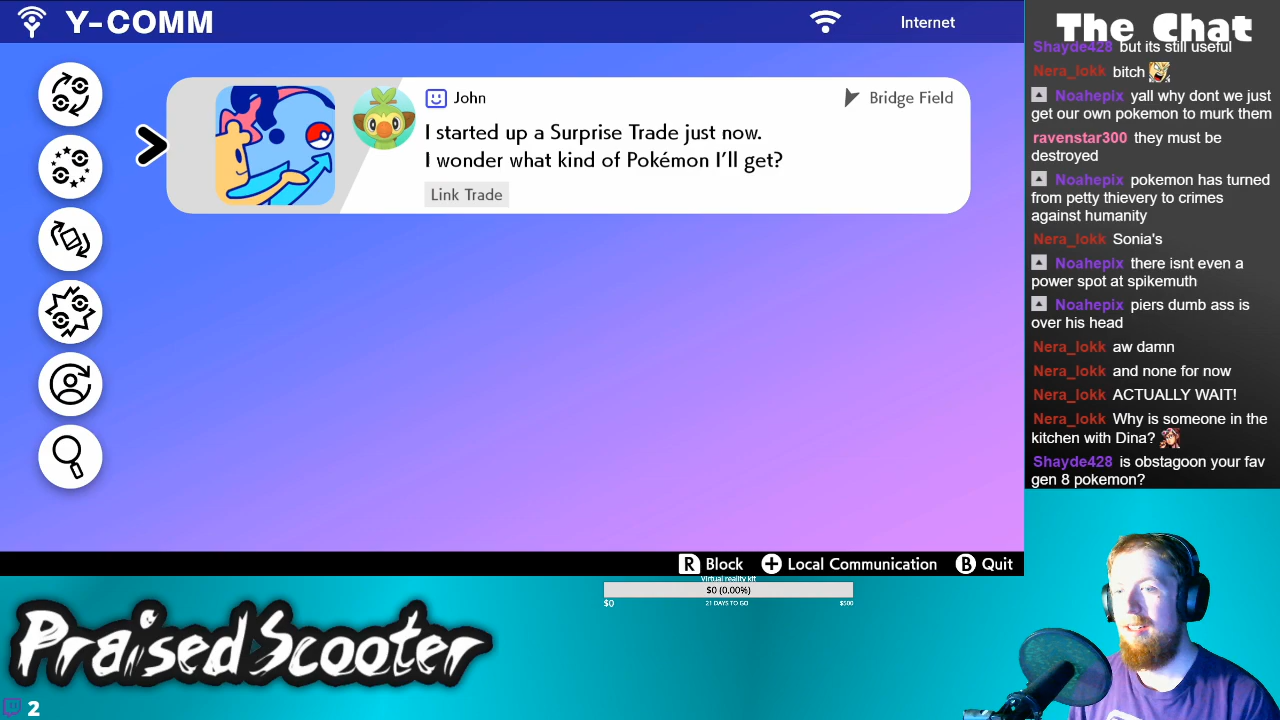 Y-COMM
Internet
John
Bridge Field
I started up a Surprise Trade just now.
I wonder what kind of Pokémon I'll get?
Link Trade
R Block
+ Local Communication
B Quit
The Chat
Shayde428 but its still useful
Nera_lokk bitch
Noahepix yall why dont we just
get our own pokemon to murk them
ravenstar300 they must be
destroyed
Noahepix pokemon has turned
from petty thievery to crimes
against humanity
Nera_lokk Sonia's
Noahepix there isnt even a
power spot at spikemuth
Noahepix piers dumb ass is
over his head
Nera_lokk aw damn
Nera_lokk and none for now
Nera_lokk ACTUALLY WAIT!
Nera_lokk Why is someone in the
kitchen with Dina?
Shayde428 is obstagoon your fav
gen 8 pokemon?
Virtual reality kit
$0 (0.00%)
$0 21 DAYS TO GO $500
Praised Scooter
2